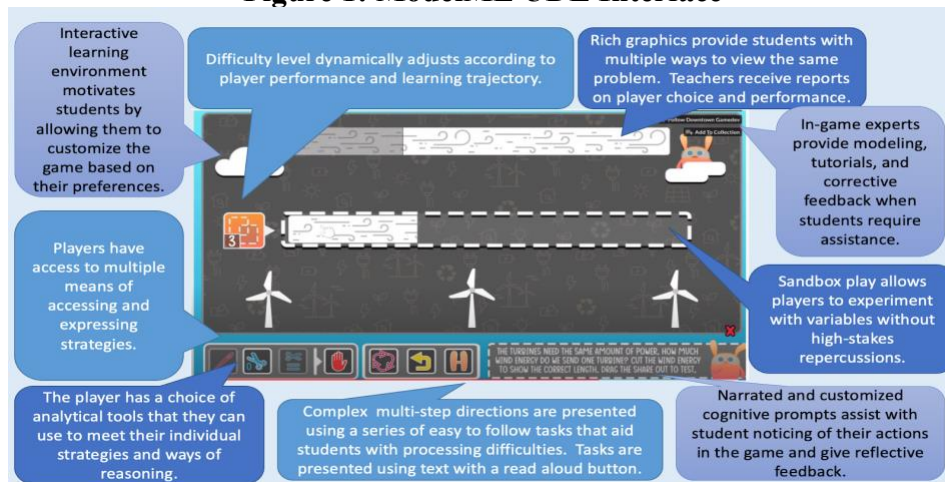 Figure 1: ModelME UDL Interface
Interactive
learning
environment
motivates
students by
allowing them to
customize the
game based on
their preferences.
Difficulty level dynamically adjusts according to
player performance and learning trajectory.
Rich graphics provide students with
multiple ways to view the same
problem. Teachers receive reports
on player choice and performance.
Follow Downtown Gamedev
Add To Collection
In-game experts
provide modeling,
tutorials, and
corrective
feedback when
students require
assistance.
3
Players have
access to multiple
means of
accessing and
expressing
strategies.
Sandbox play allows
players to experiment
with variables without
high-stakes
repercussions.
THE TURBINES NEED THE SAME AMOUNT OF POWER. HOW MUCH
WIND ENERGY DO WE SEND ONE TURBINE? CUT THE WIND ENERGY
TO SHOW THE CORRECT LENGTH. DRAG THE SHARE OUT TO TEST.
The player has a choice of
analytical tools that they can
use to meet their individual
strategies and ways of
reasoning.
Complex multi-step directions are presented
using a series of easy to follow tasks that aid
students with processing difficulties. Tasks are
presented using text with a read aloud button.
Narrated and customized
cognitive prompts assist with
student noticing of their actions
in the game and give reflective
feedback.